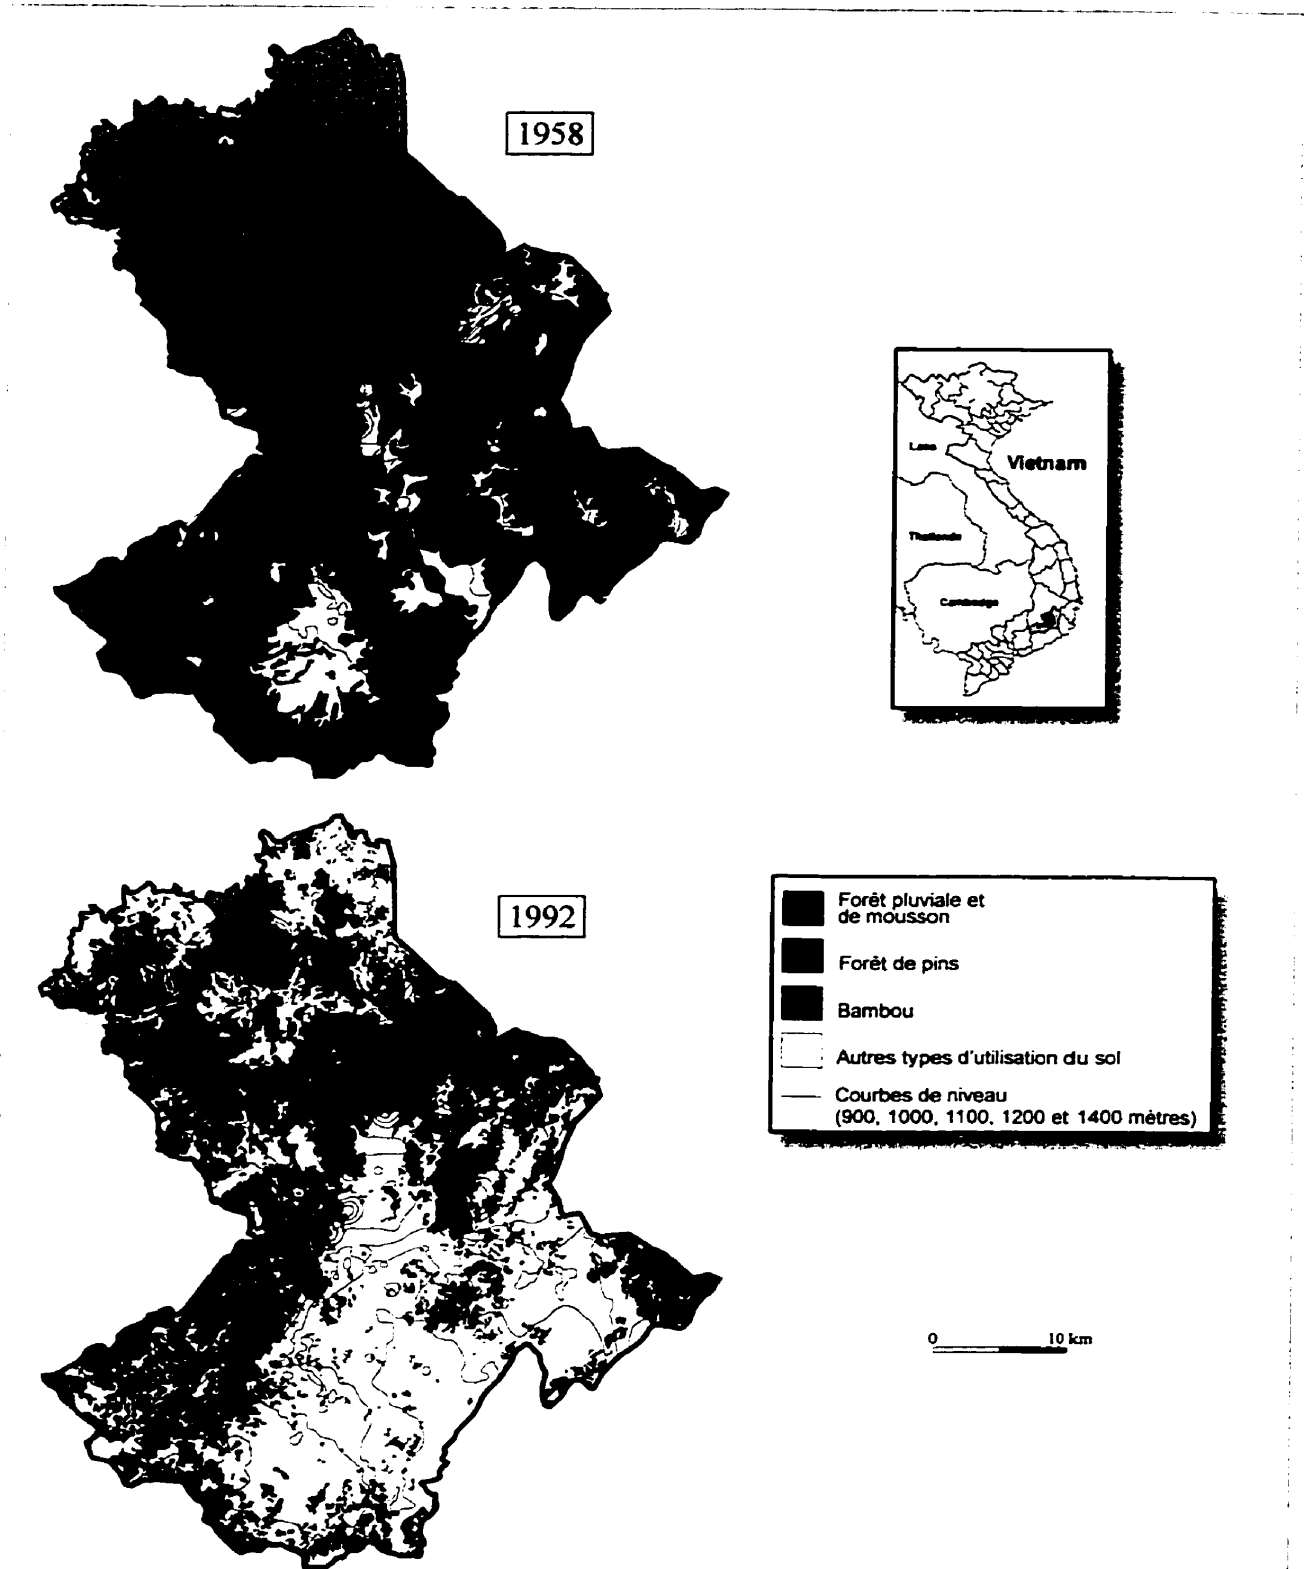 1958
Laos
Vietnam
Thaïlande
Cambodge
1992
Forêt pluviale et
de mousson
Forêt de pins
Bambou
Autres types d'utilisation du sol
Courbes de niveau
(900, 1000, 1100, 1200 et 1400 mètres)
0 10 km